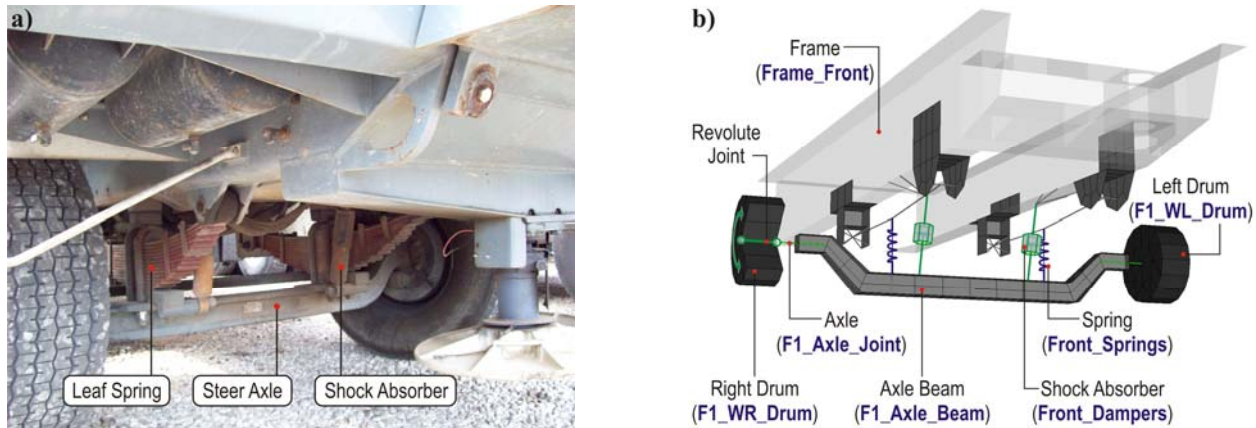 a)
Leaf Spring
Steer Axle
Shock Absorber
b)
Frame
(Frame_Front)
Revolute
Joint
Left Drum
(F1_WL_Drum)
Axle
(F1_Axle_Joint)
Spring
(Front_Springs)
Right Drum
(F1_WR_Drum)
Axle Beam
(F1_Axle_Beam)
Shock Absorber
(Front_Dampers)